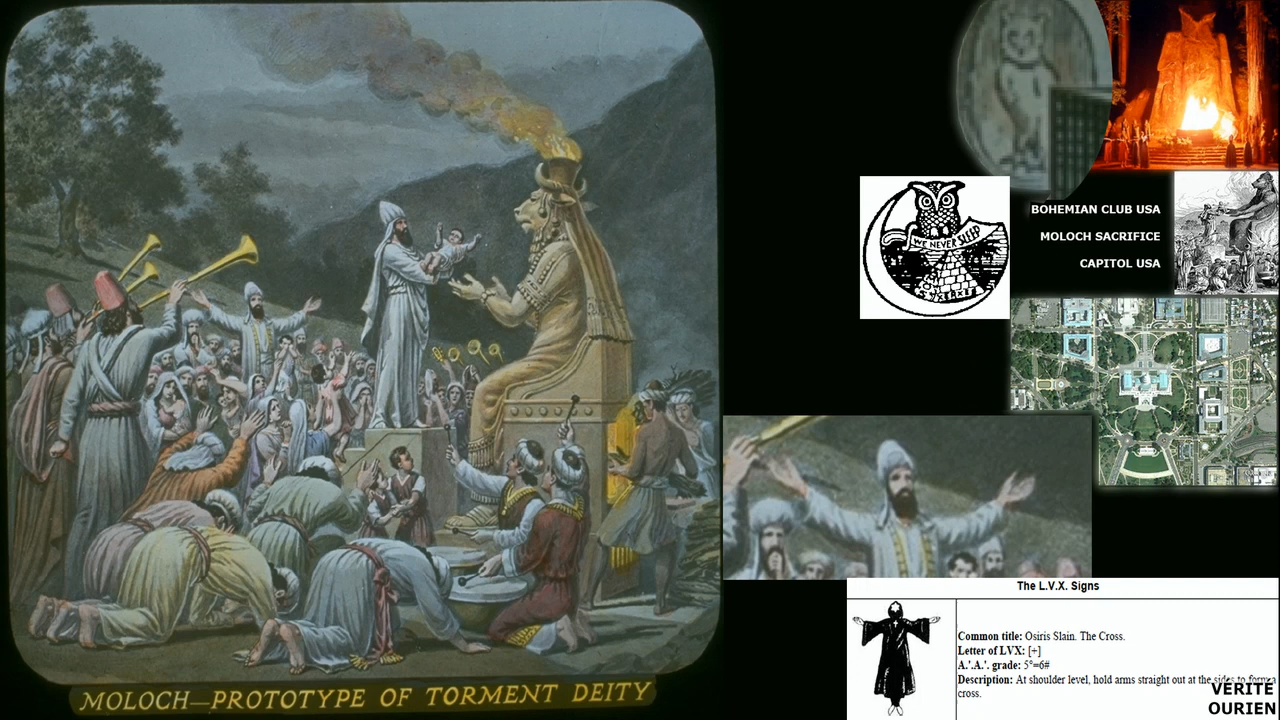 WE NEVER SLEEP
BOHEMIAN CLUB USA
MOLOCH SACRIFICE
CAPITOL USA
MOLOCH—PROTOTYPE OF TORMENT DEITY
The L.V.X. Signs
Common title: Osiris Slain. The Cross.
Letter of LVX: [+]
A.'.A.'. grade: 5°=6#
Description: At shoulder level, hold arms straight out at the sides to form a
cross.
VÉRITÉ
OURIEN